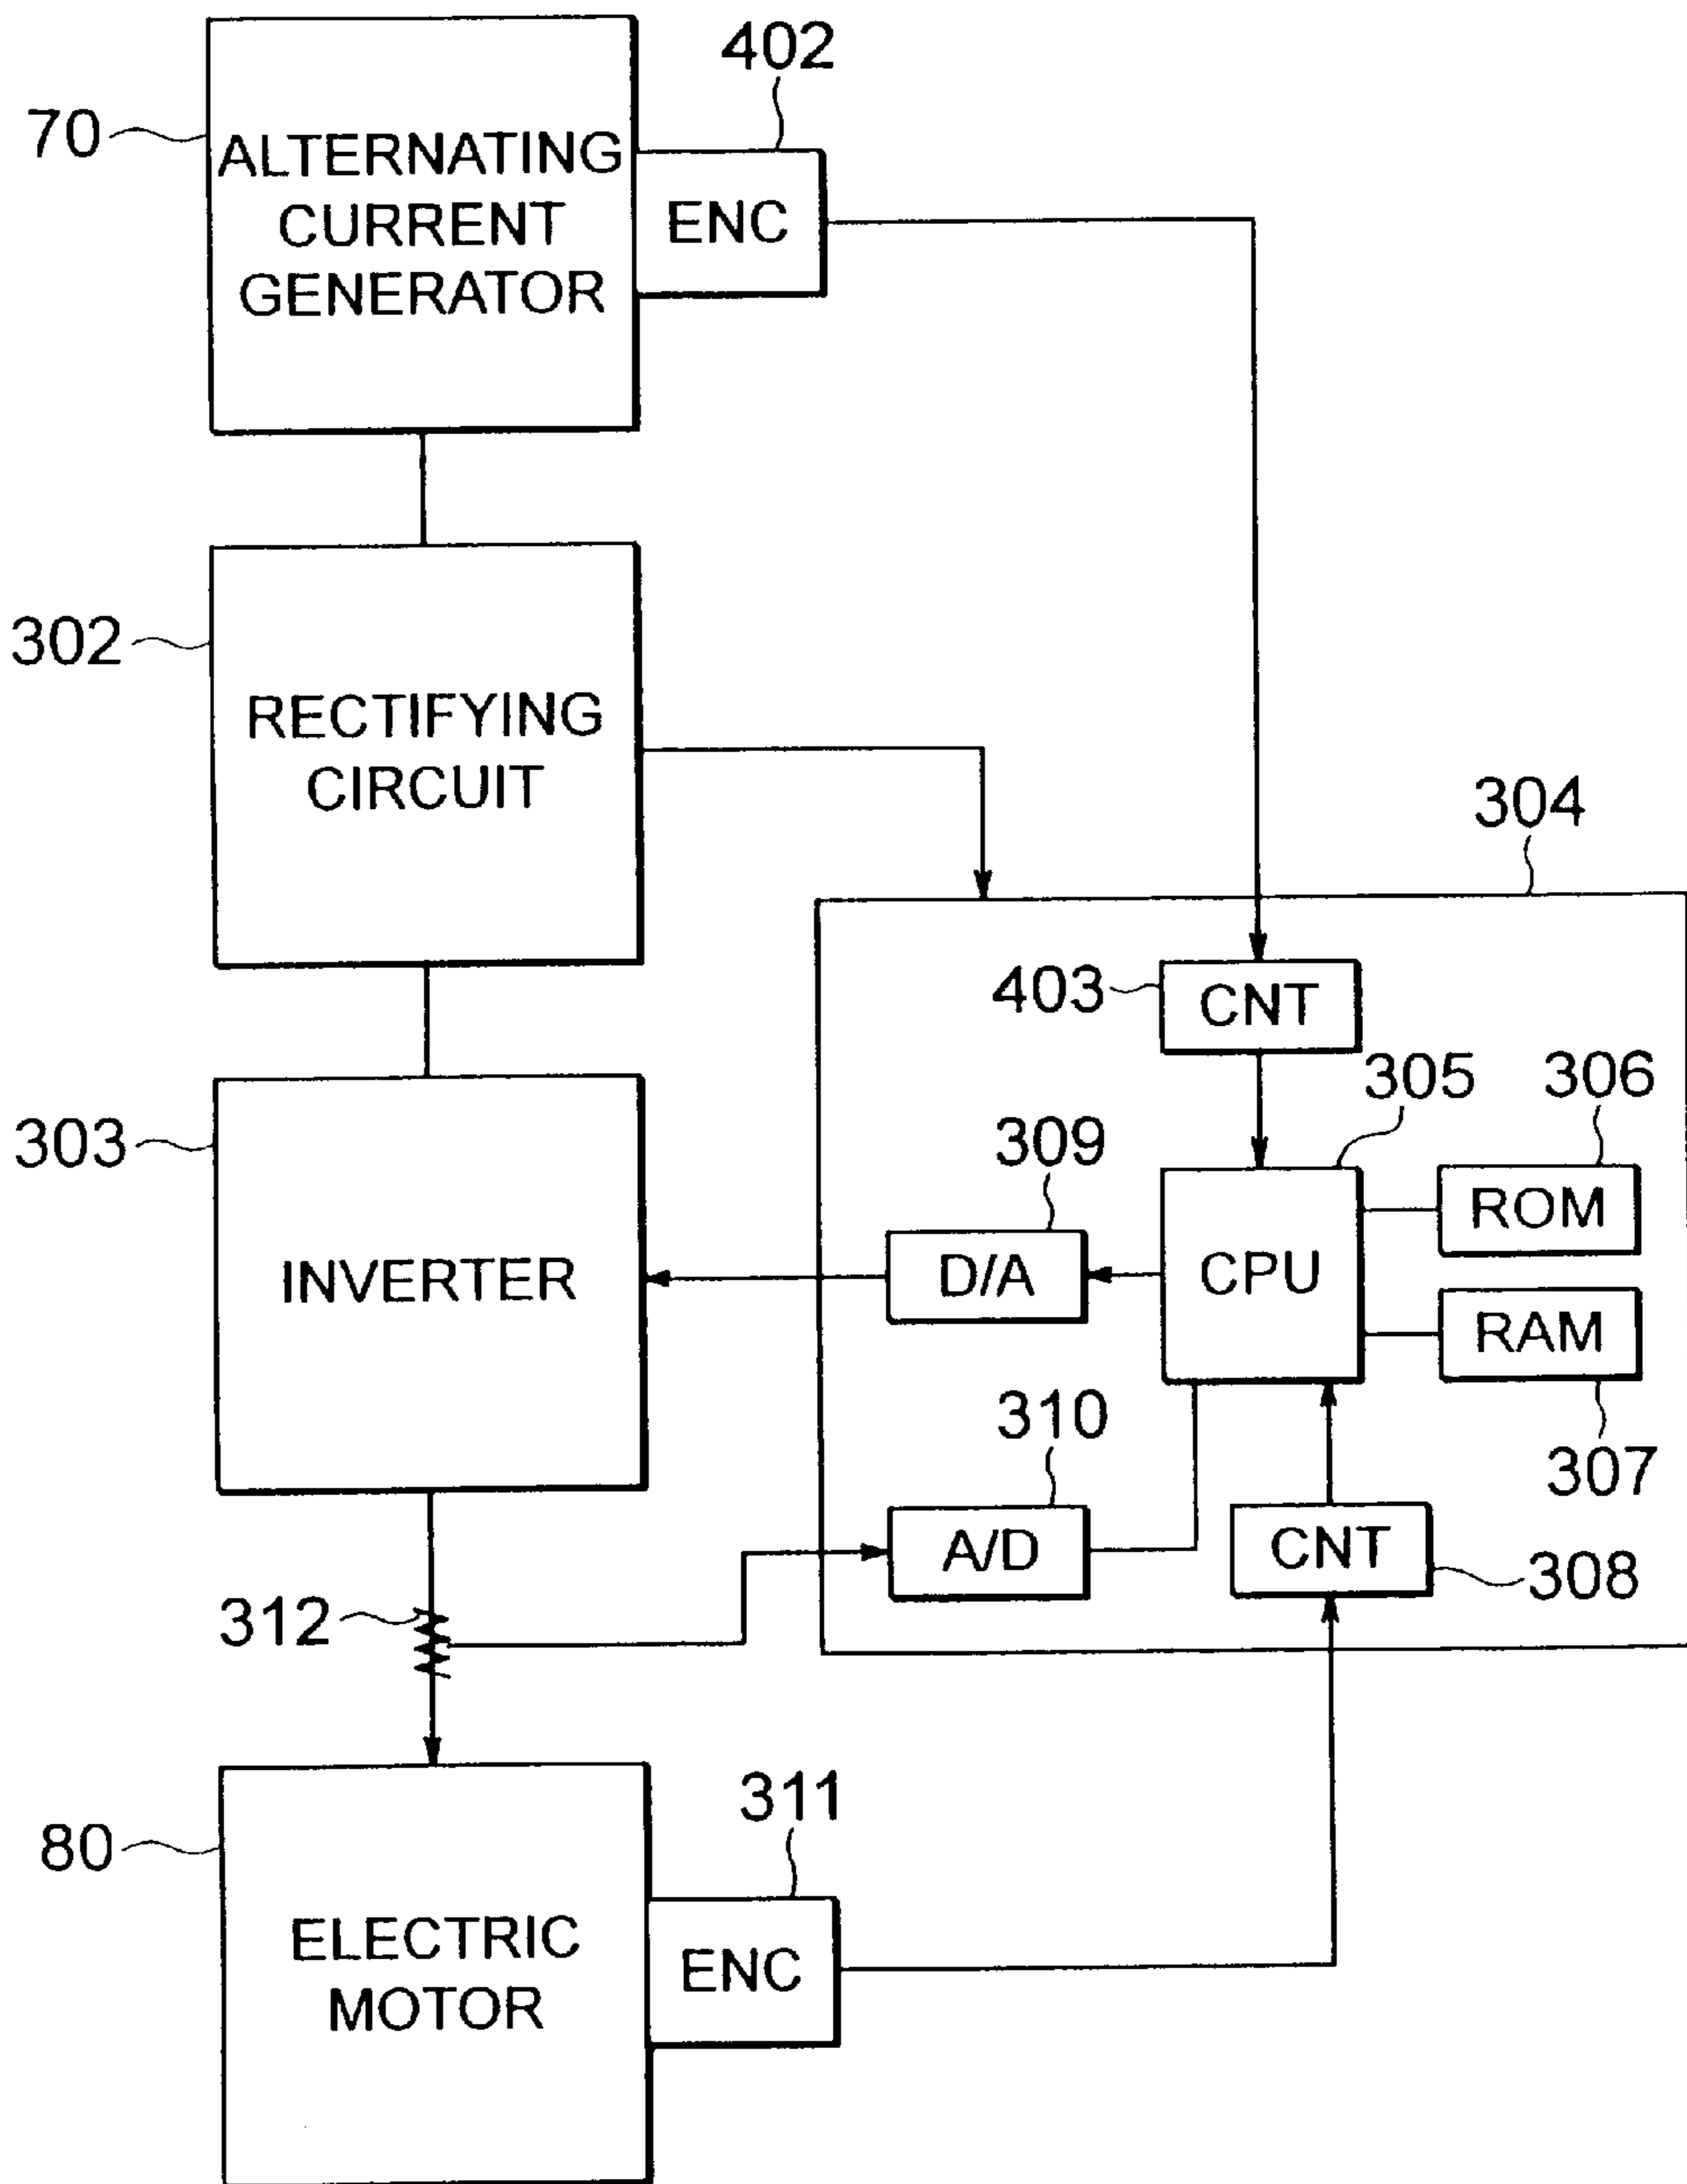 402
70
ALTERNATING
CURRENT
GENERATOR
ENC
302
RECTIFYING
CIRCUIT
304
403
CNT
305
306
303
309
ROM
INVERTER
D/A
CPU
RAM
310
307
A/D
CNT
308
312
311
80
ELECTRIC
MOTOR
ENC